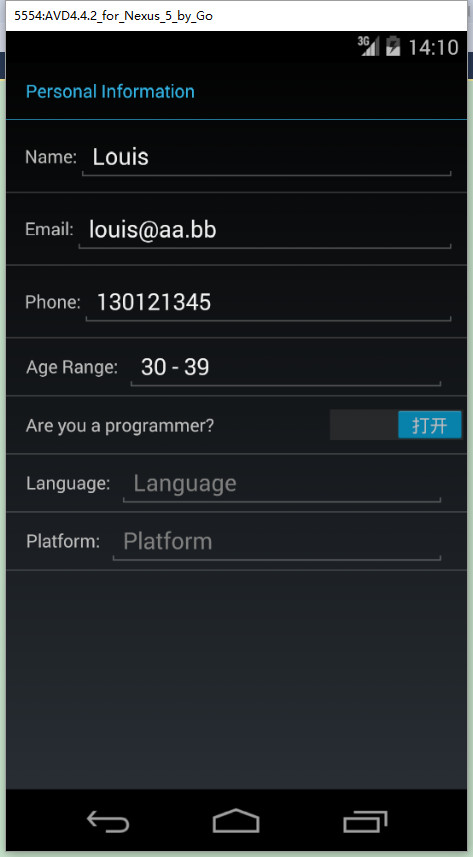 5554:AVD4.4.2_for_Nexus_5_by_Go
3G 14:10
Personal Information
Name: Louis
Email: louis@aa.bb
Phone: 130121345
Age Range: 30 - 39
Are you a programmer? 打开
Language: Language
Platform: Platform